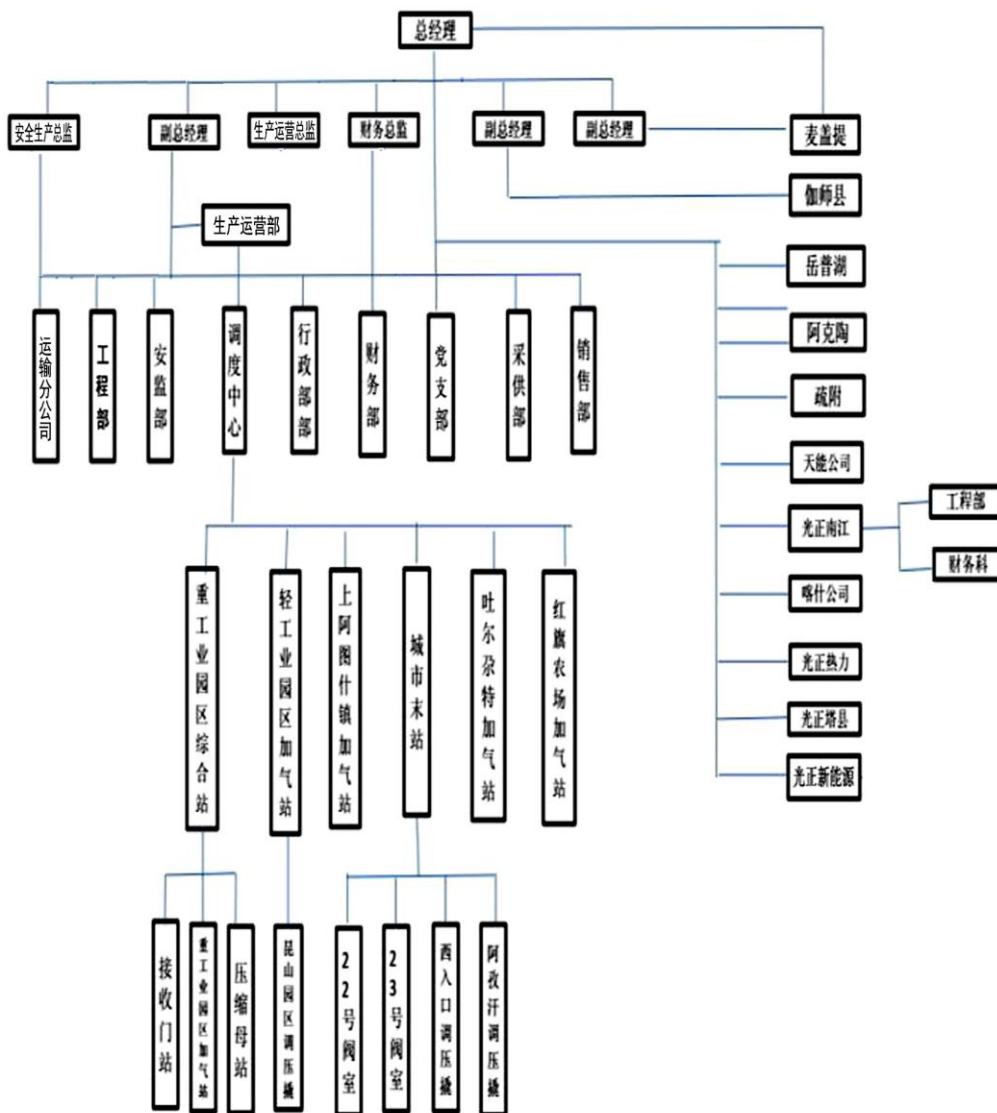 总经理
安全生产总监
副总经理
生产运营总监
财务总监
副总经理
副总经理
麦盖提
伽师县
生产运营部
岳普湖
阿克陶
疏附
天能公司
光正南江
工程部
财务科
喀什公司
光正热力
光正塔县
光正新能源
运输分公司
工程部
安监部
调度中心
行政部部
财务部
党支部
采供部
销售部
重工业园区综合站
轻工业园区加气站
上阿图什镇加气站
城市末站
吐尔尕特加气站
红旗农场加气站
接收门站
重工业园区加气站
压缩母站
昆山园区调压撬
22号阀室
23号阀室
西入口调压撬
阿孜汗调压撬